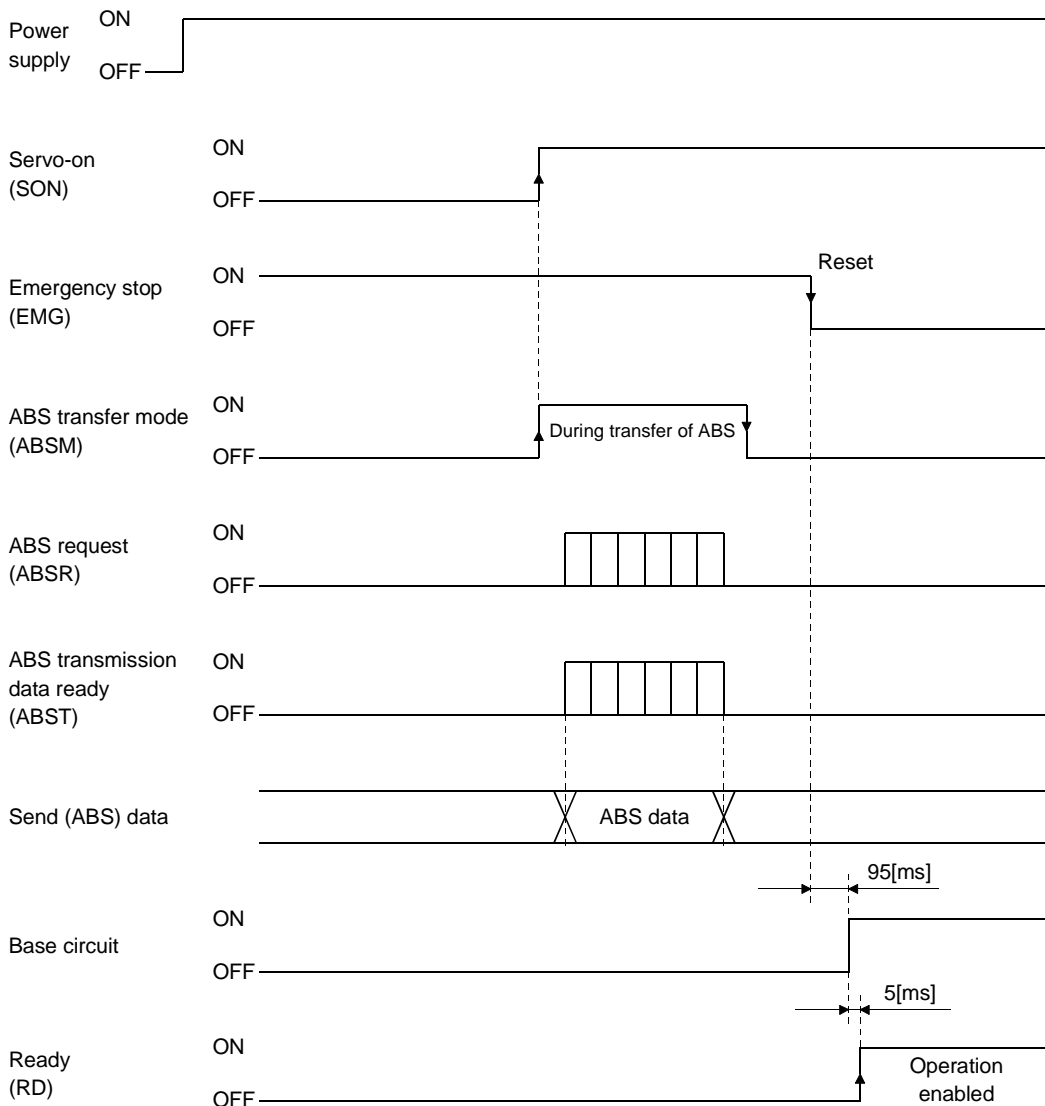 Power
supply
ON
OFF
Servo-on
(SON)
ON
OFF
Emergency stop
(EMG)
ON
OFF
Reset
ABS transfer mode
(ABSM)
ON
OFF
During transfer of ABS
ABS request
(ABSR)
ON
OFF
ABS transmission
data ready
(ABST)
ON
OFF
Send (ABS) data
ABS data
95[ms]
Base circuit
ON
OFF
5[ms]
Ready
(RD)
ON
OFF
Operation
enabled